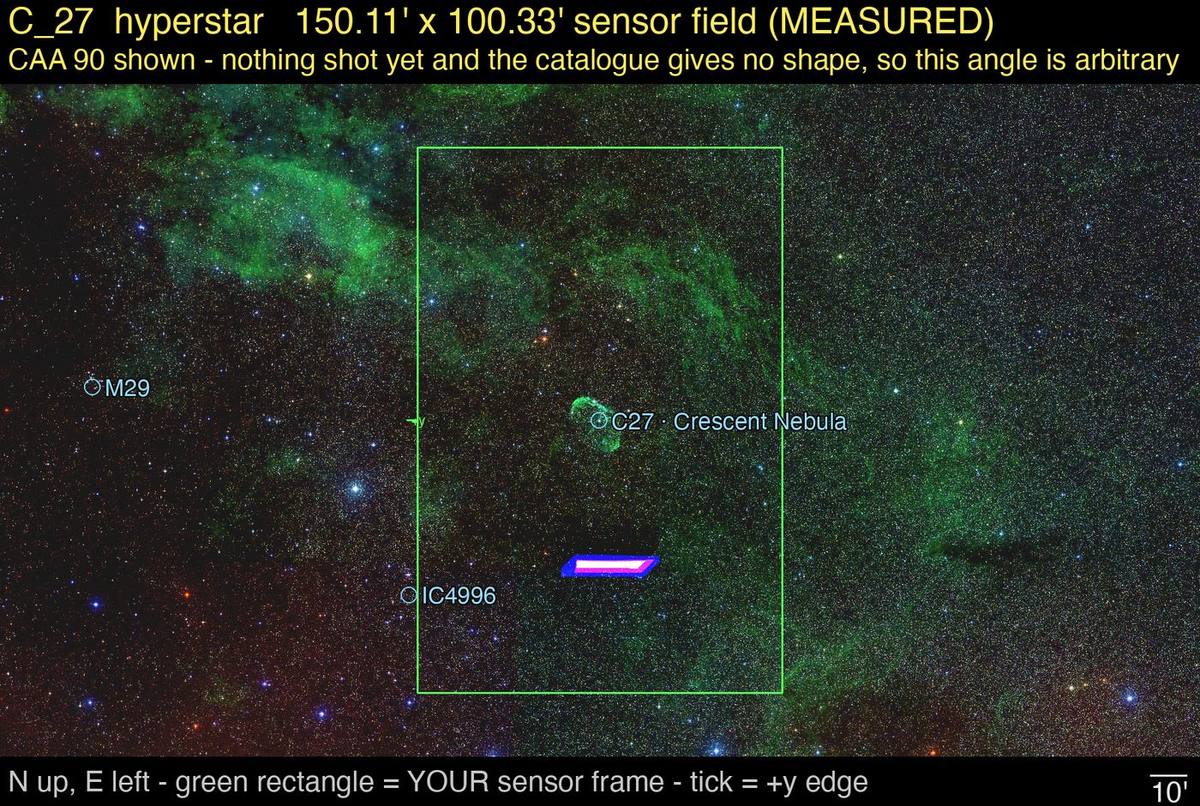 C_27 hyperstar 150.11' x 100.33' sensor field (MEASURED)
CAA 90 shown - nothing shot yet and the catalogue gives no shape, so this angle is arbitrary
M29
+y
C27 · Crescent Nebula
IC4996
N up, E left - green rectangle = YOUR sensor frame - tick = +y edge
10'